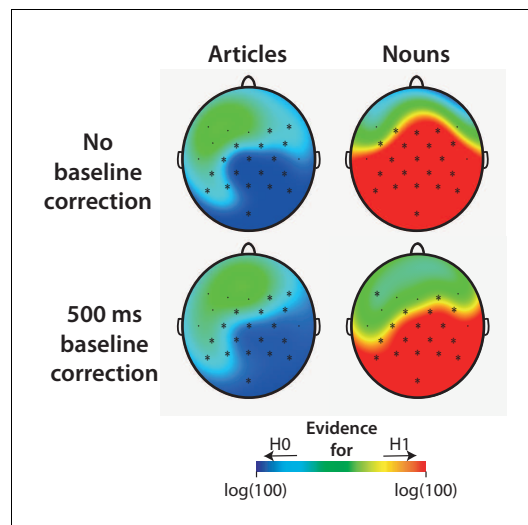 Articles Nouns
No
baseline
correction
500 ms
baseline
correction
Evidence
H0 for H1
log(100) log(100)